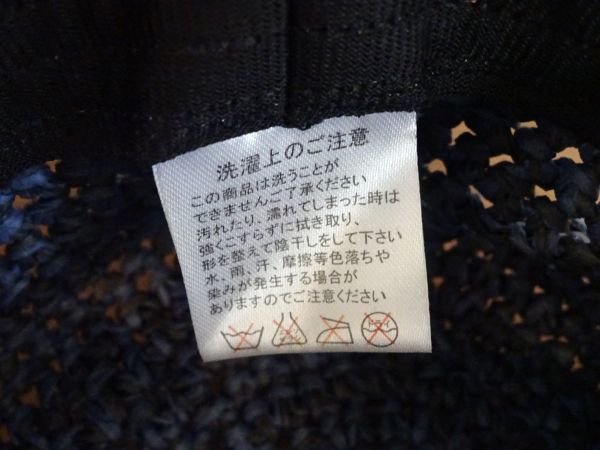 洗濯上のご注意
この商品は洗うことが
できませんご了承ください
汚れたり、濡れてしまった時は
強くこすらずに拭き取り、
形を整えて陰干しをして下さい
水、雨、汗、摩擦等色落ちや
染みが発生する場合が
ありますのでご注意ください